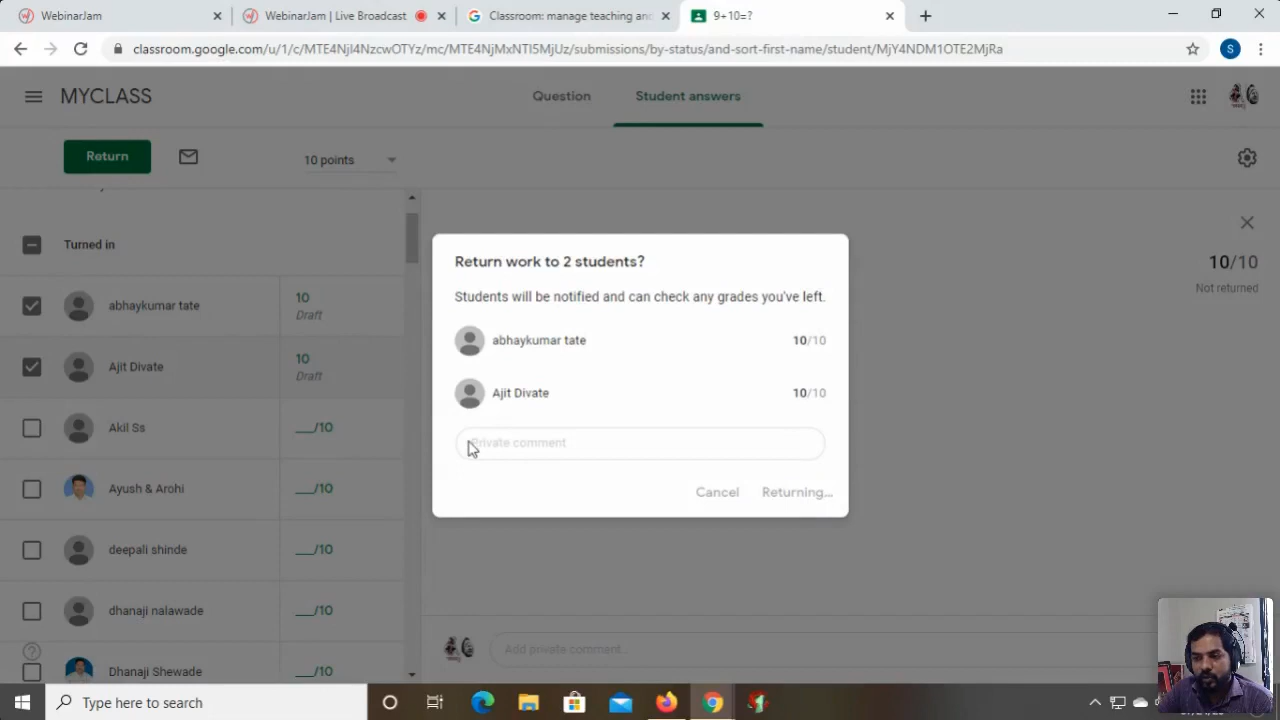 WebinarJam
WebinarJam | Live Broadcast
Classroom: manage teaching and
9+10=?
classroom.google.com/u/1/c/MTE4NjI4NzcwOTYz/mc/MTE4NjMxNTI5MjUz/submissions/by-status/and-sort-first-name/student/MjY4NDM1OTE2MjRa
S
MYCLASS
Question
Student answers
Return
10 points
Turned in
abhaykumar tate
10
Draft
Ajit Divate
10
Draft
Akil Ss
__/10
Ayush & Arohi
__/10
deepali shinde
__/10
dhanaji nalawade
__/10
Dhanaji Shewade
__/10
10/10
Not returned
Return work to 2 students?
Students will be notified and can check any grades you've left.
abhaykumar tate
10/10
Ajit Divate
10/10
Private comment
Cancel
Returning...
Add private comment...
Type here to search